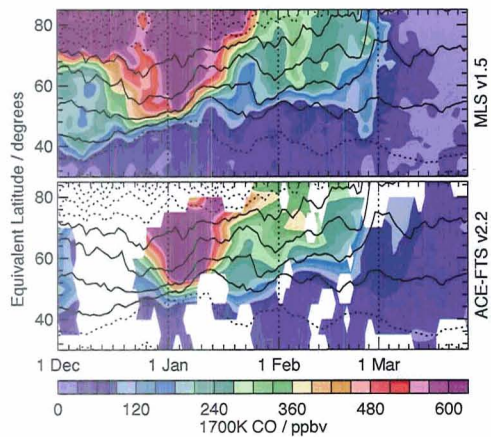 80
60
40
MLS v1.5
Equivalent Latitude / degrees
80
60
40
ACE-FTS v2.2
1 Dec 1 Jan 1 Feb 1 Mar
0 120 240 360 480 600
1700K CO / ppbv